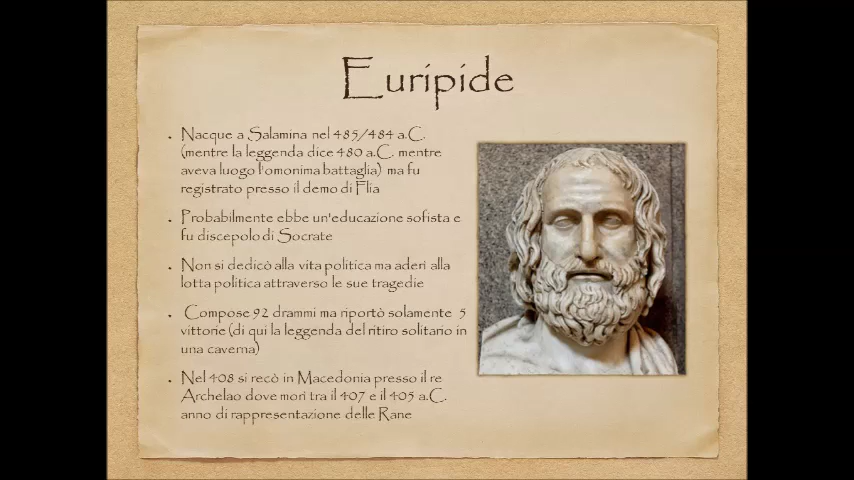 Euripide
• Nacque a Salamina nel 485/484 a.C.
(mentre la leggenda dice 480 a.C. mentre
aveva luogo l'omonima battaglia) ma fu
registrato presso il demo di Flia
• Probabilmente ebbe un'educazione sofista e
fu discepolo di Socrate
• Non si dedicò alla vita politica ma aderì alla
lotta politica attraverso le sue tragedie
• Compose 92 drammi ma riportò solamente 5
vittorie (di qui la leggenda del ritiro solitario in
una caverna)
• Nel 408 si recò in Macedonia presso il re
Archelao dove morì tra il 407 e il 405 a.C.
anno di rappresentazione delle Rane